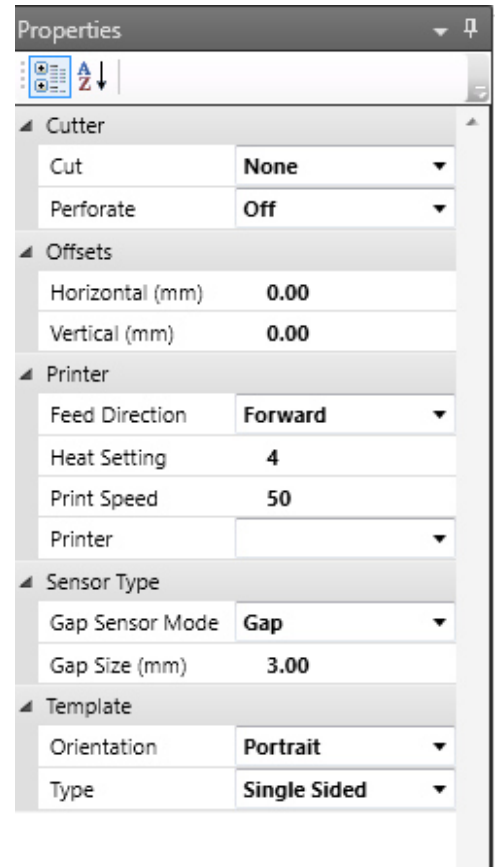 Properties
A
Z
Cutter
Cut None
Perforate Off
Offsets
Horizontal (mm) 0.00
Vertical (mm) 0.00
Printer
Feed Direction Forward
Heat Setting 4
Print Speed 50
Printer
Sensor Type
Gap Sensor Mode Gap
Gap Size (mm) 3.00
Template
Orientation Portrait
Type Single Sided